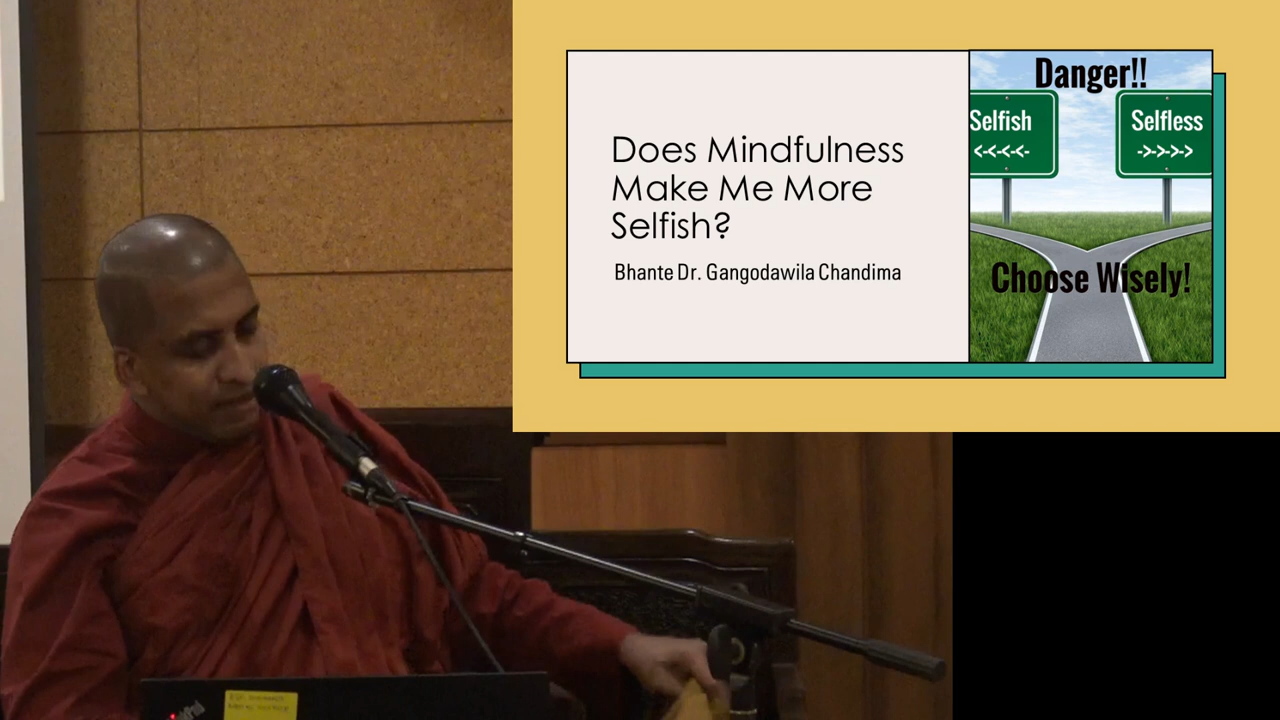 Does Mindfulness
Make Me More
Selfish?
Bhante Dr. Gangodawila Chandima
Danger!!
Selfish
<-<-<-<-
Selfless
->->->->
Choose Wisely!